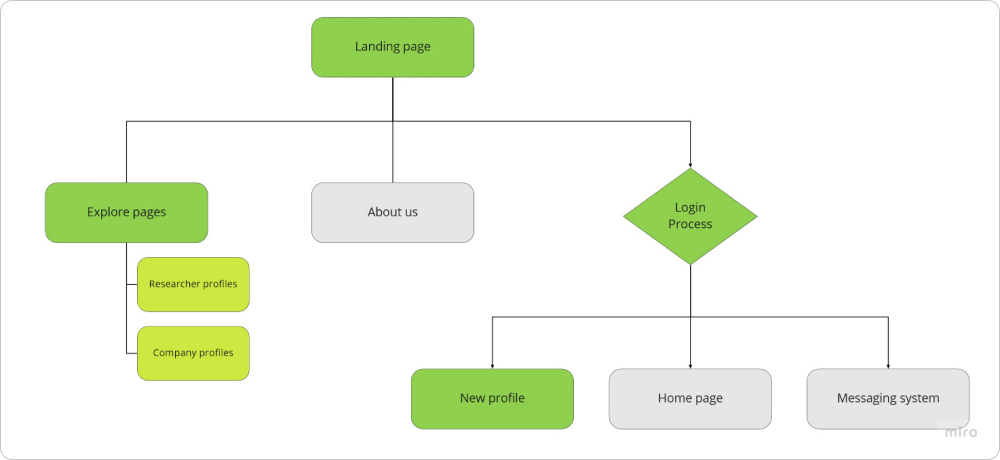 Landing page
Explore pages
About us
Login
Process
Researcher profiles
Company profiles
New profile
Home page
Messaging system
miro